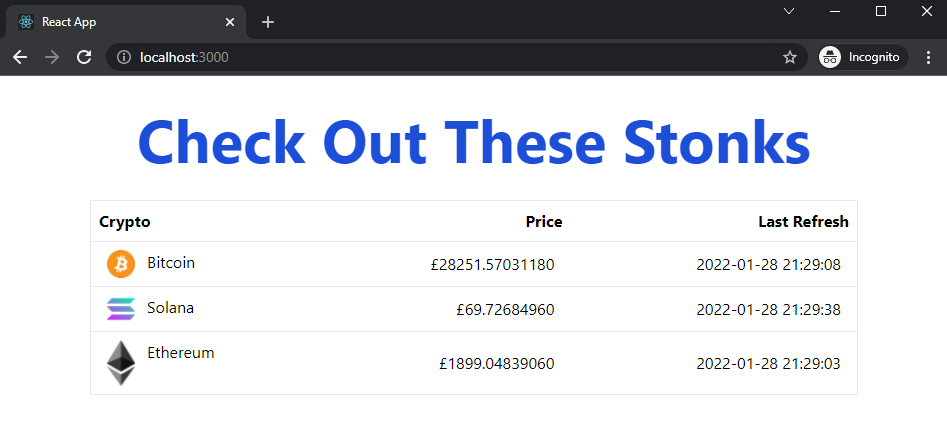 React App
localhost:3000
Incognito
Check Out These Stonks
Crypto Price Last Refresh
Bitcoin £28251.57031180 2022-01-28 21:29:08
Solana £69.72684960 2022-01-28 21:29:38
Ethereum £1899.04839060 2022-01-28 21:29:03